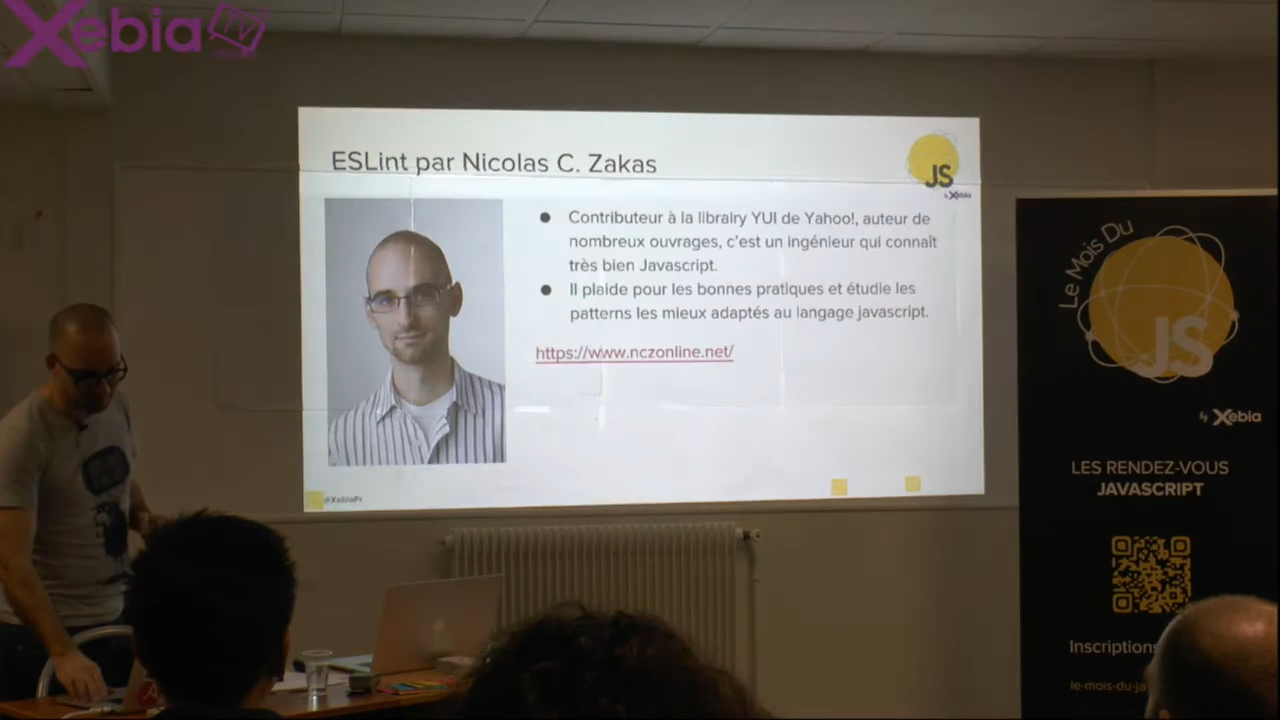 Xebia TV
ESLint par Nicolas C. Zakas
JS
by Xebia
● Contributeur à la librairy YUI de Yahoo!, auteur de
nombreux ouvrages, c'est un ingénieur qui connaît
très bien Javascript.
● Il plaide pour les bonnes pratiques et étudie les
patterns les mieux adaptés au langage javascript.
https://www.nczonline.net/
@XebiaFr
Le Mois Du
JS
by Xebia
LES RENDEZ-VOUS
JAVASCRIPT
Inscriptions
le-mois-du-ja